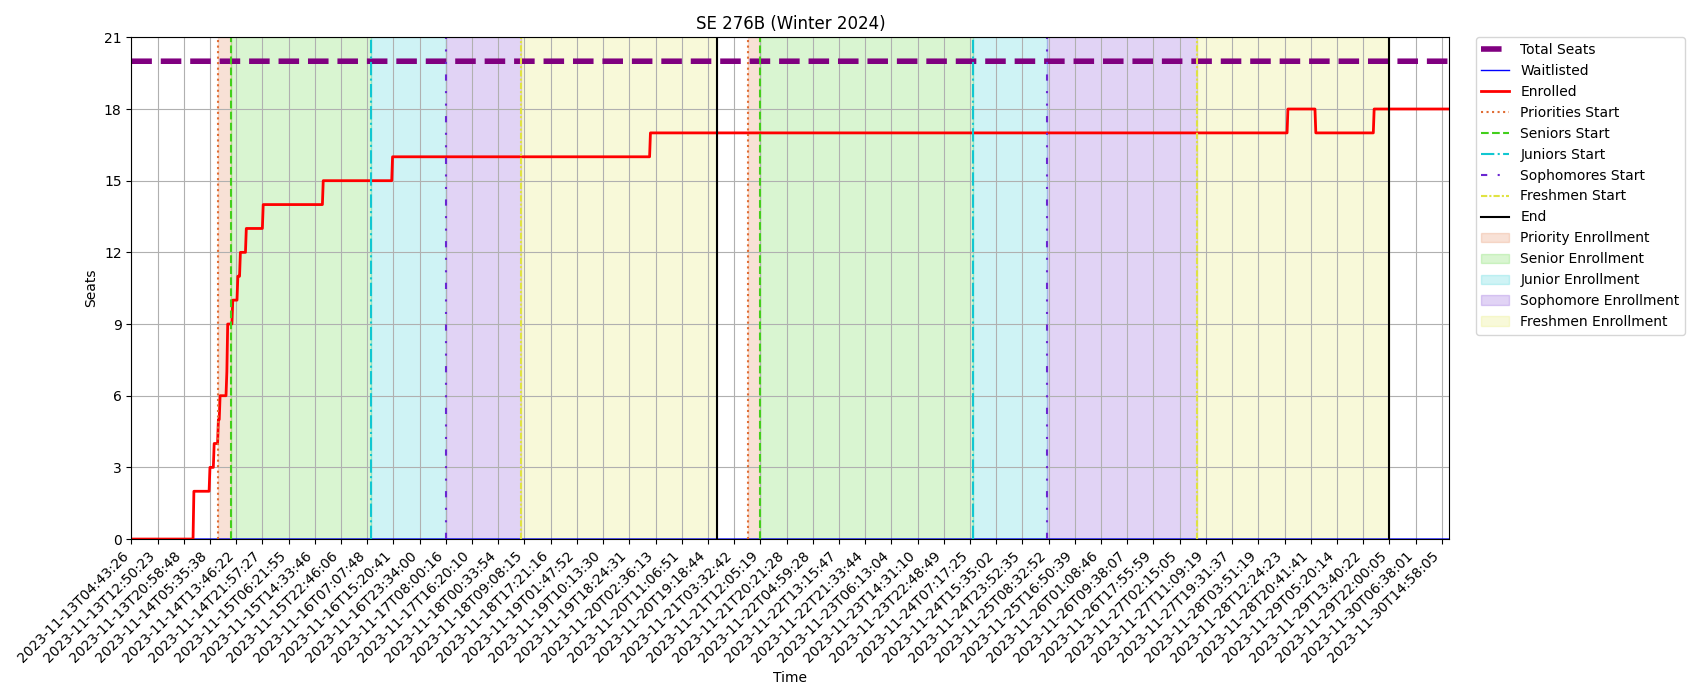 SE 276B (Winter 2024)
21
18
15
12
9
6
3
0
Seats
2023-11-13T04:43:26
2023-11-13T12:50:23
2023-11-13T20:58:48
2023-11-14T05:35:38
2023-11-14T13:46:22
2023-11-14T21:57:27
2023-11-15T06:21:55
2023-11-15T14:33:46
2023-11-15T22:46:06
2023-11-16T07:07:48
2023-11-16T15:20:41
2023-11-16T23:34:00
2023-11-17T08:00:16
2023-11-17T16:20:10
2023-11-18T00:33:54
2023-11-18T09:08:15
2023-11-18T17:21:16
2023-11-19T01:47:52
2023-11-19T10:13:30
2023-11-19T18:24:31
2023-11-20T02:36:13
2023-11-20T11:06:51
2023-11-20T19:18:44
2023-11-21T03:32:42
2023-11-21T12:05:19
2023-11-21T20:21:28
2023-11-22T04:59:28
2023-11-22T13:15:47
2023-11-22T21:33:44
2023-11-23T06:13:04
2023-11-23T14:31:10
2023-11-23T22:48:49
2023-11-24T07:17:25
2023-11-24T15:35:02
2023-11-24T23:52:35
2023-11-25T08:32:52
2023-11-25T16:50:39
2023-11-26T01:08:46
2023-11-26T09:38:07
2023-11-26T17:55:59
2023-11-27T02:15:05
2023-11-27T11:09:19
2023-11-27T19:31:37
2023-11-28T03:51:19
2023-11-28T12:24:23
2023-11-28T20:41:41
2023-11-29T05:20:14
2023-11-29T13:40:22
2023-11-29T22:00:05
2023-11-30T06:38:01
2023-11-30T14:58:05
Time
Total Seats
Waitlisted
Enrolled
Priorities Start
Seniors Start
Juniors Start
Sophomores Start
Freshmen Start
End
Priority Enrollment
Senior Enrollment
Junior Enrollment
Sophomore Enrollment
Freshmen Enrollment